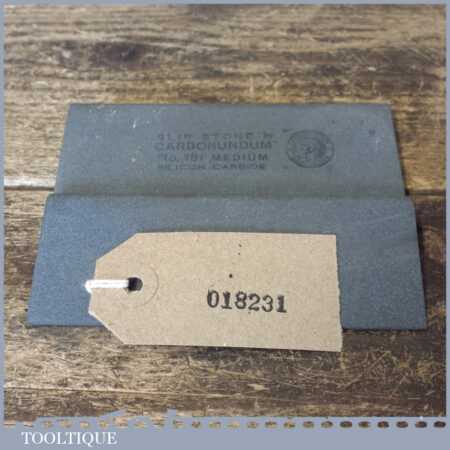 SLIP STONE
CARBORUNDUM
No. 181 MEDIUM
SILICON CARBIDE
018231
TOOLTIQUE